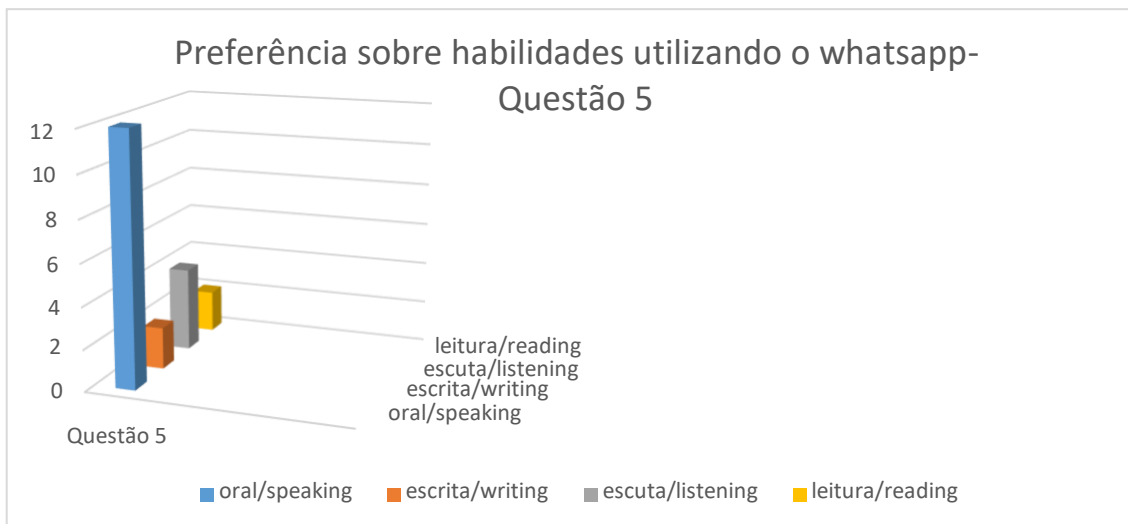 Preferência sobre habilidades utilizando o whatsapp-
Questão 5
12
10
8
6
4
2
0
leitura/reading
escuta/listening
escrita/writing
oral/speaking
Questão 5
oral/speaking escrita/writing escuta/listening leitura/reading